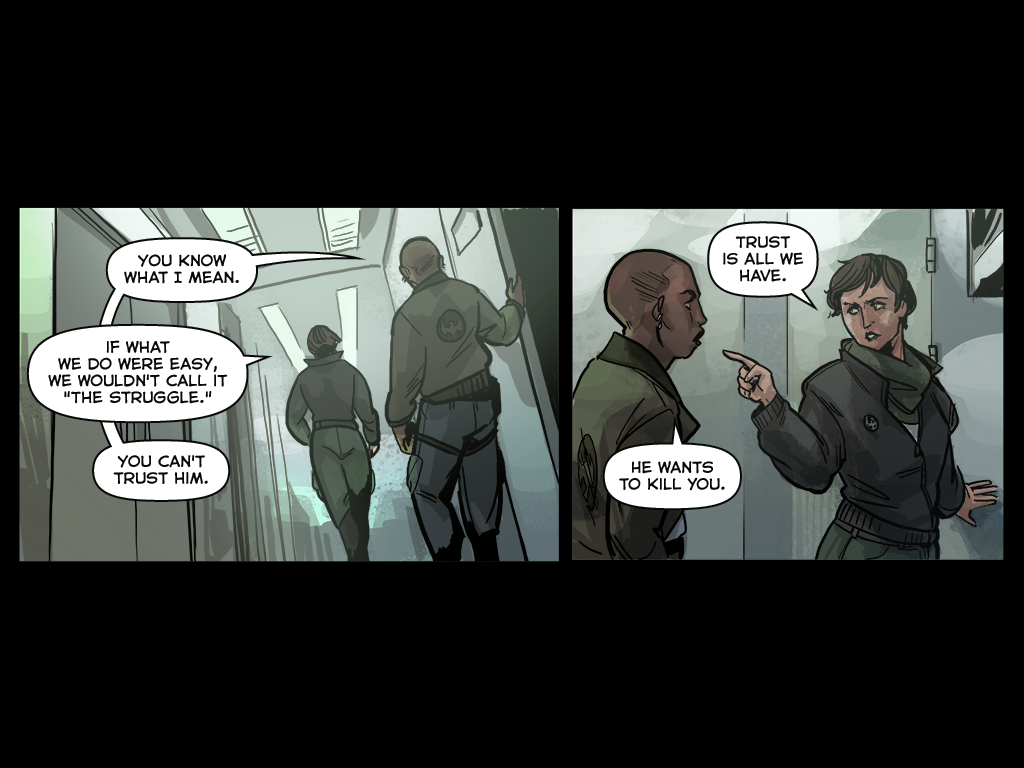 YOU KNOW
WHAT I MEAN.
IF WHAT
WE DO WERE EASY,
WE WOULDN'T CALL IT
"THE STRUGGLE."
YOU CAN'T
TRUST HIM.
TRUST
IS ALL WE
HAVE.
HE WANTS
TO KILL YOU.